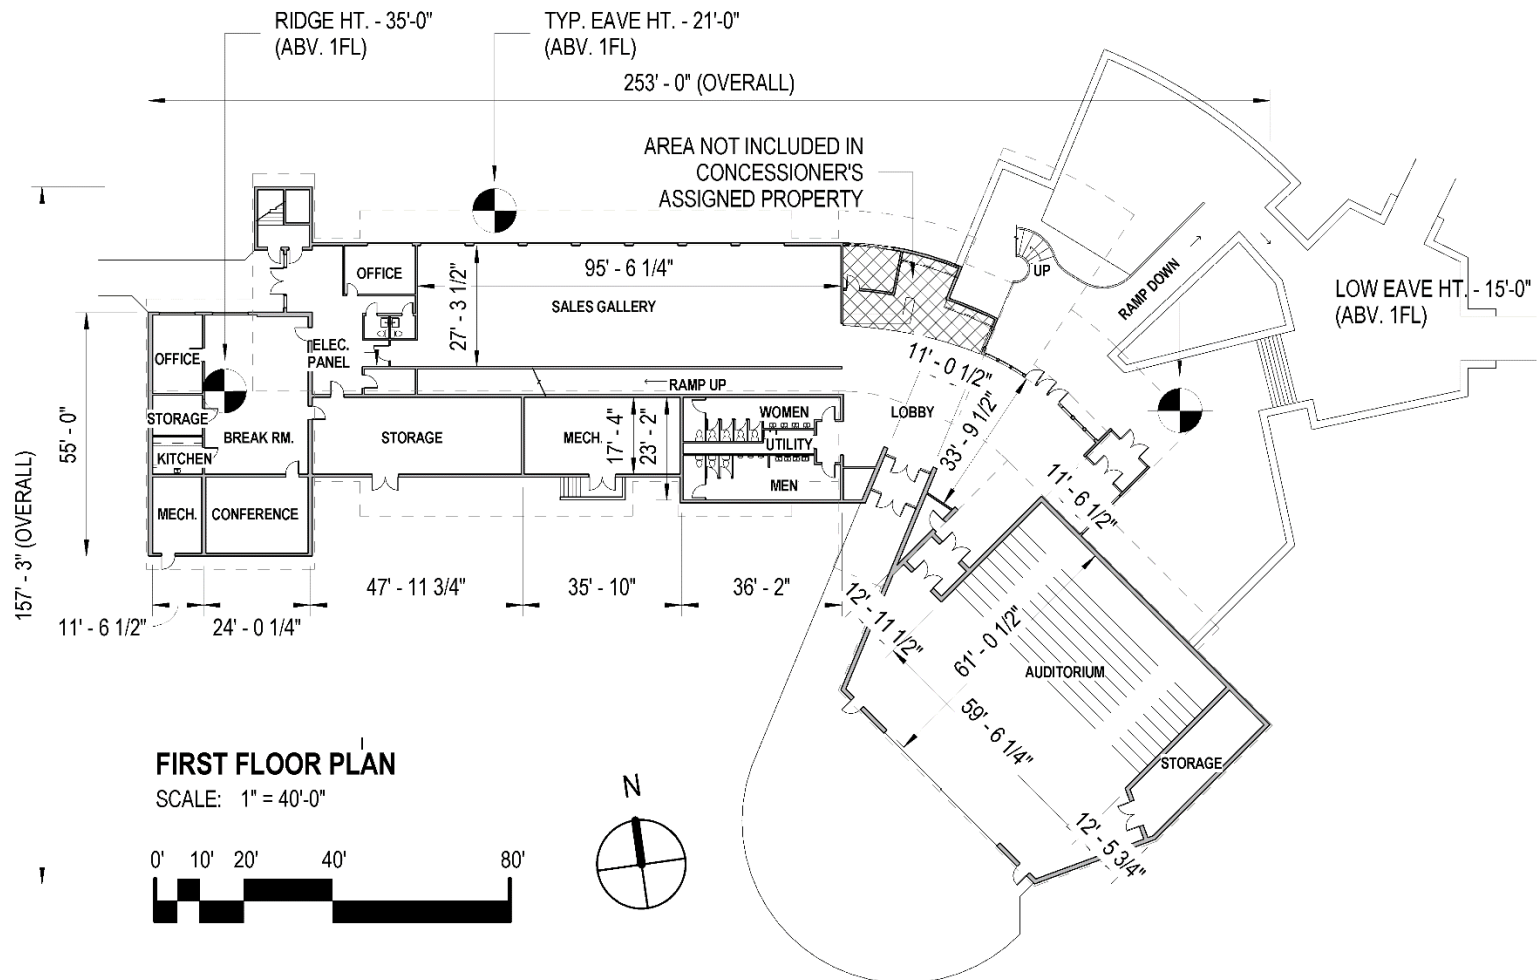 RIDGE HT. - 35'-0"
(ABV. 1FL)
TYP. EAVE HT. - 21'-0"
(ABV. 1FL)
253' - 0" (OVERALL)
AREA NOT INCLUDED IN
CONCESSIONER'S
ASSIGNED PROPERTY
OFFICE
95' - 6 1/4"
27' - 3 1/2"
SALES GALLERY
UP
RAMP DOWN
LOW EAVE HT. - 15'-0"
(ABV. 1FL)
157' - 3" (OVERALL)
55' - 0"
OFFICE
ELEC.
PANEL
11' - 0 1/2"
RAMP UP
STORAGE
BREAK RM.
KITCHEN
STORAGE
MECH.
17' - 4"
23' - 2"
WOMEN
UTILITY
MEN
LOBBY
33' - 9 1/2"
11' - 6 1/2"
MECH.
CONFERENCE
11' - 6 1/2"
24' - 0 1/4"
47' - 11 3/4"
35' - 10"
36' - 2"
12' - 11 1/2"
61' - 0 1/2"
AUDITORIUM
59' - 6 1/4"
STORAGE
12' - 5 3/4"
FIRST FLOOR PLAN
SCALE: 1" = 40'-0"
0' 10' 20' 40' 80'
N